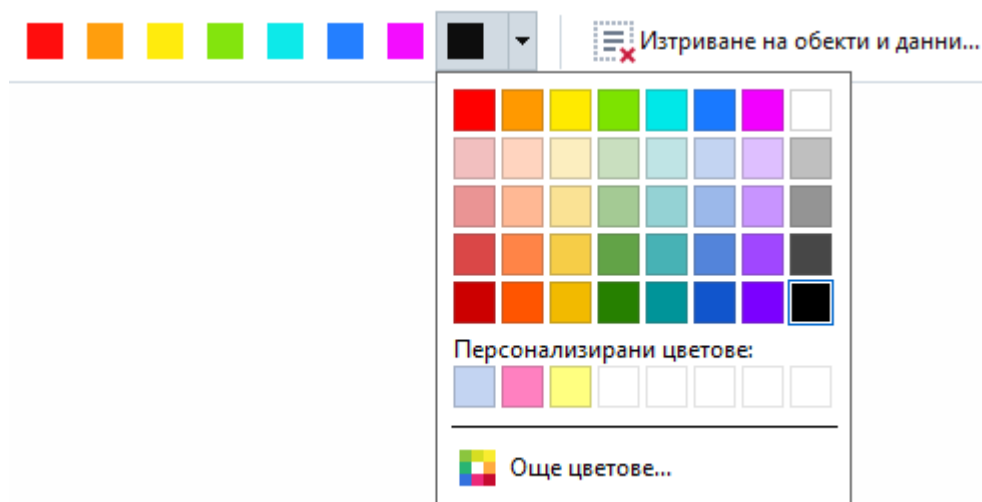 Изтриване на обекти и данни...
Персонализирани цветове:
Още цветове...